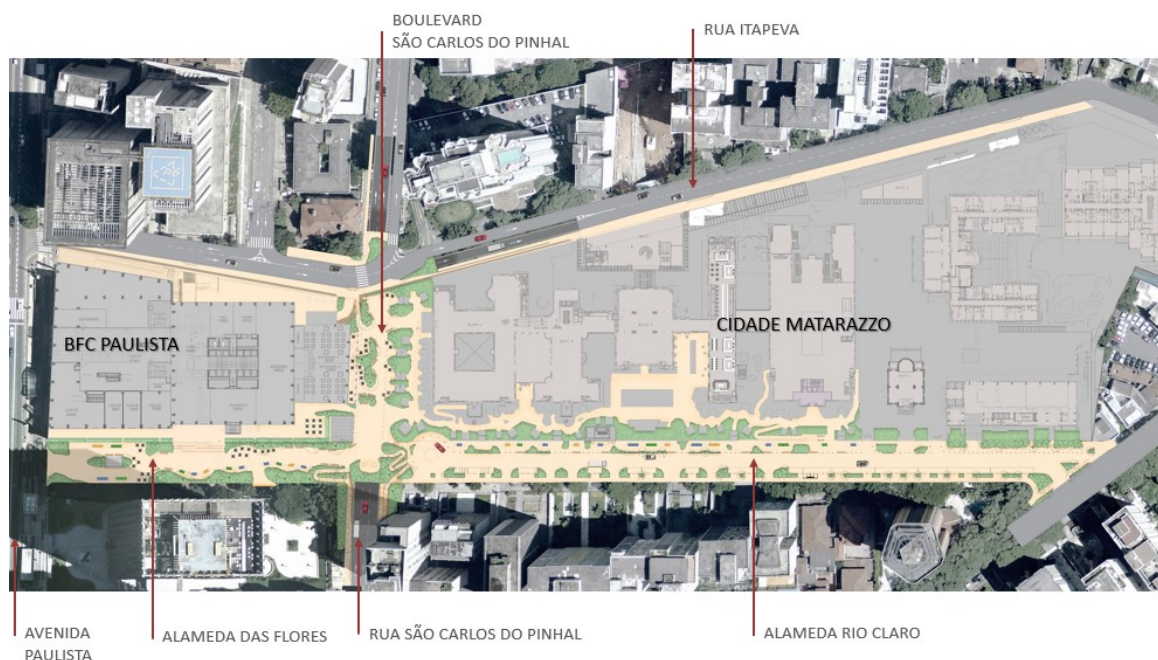 BOULEVARD
SÃO CARLOS DO PINHAL
RUA ITAPEVA
BFC PAULISTA
CIDADE MATARAZZO
AVENIDA
PAULISTA
ALAMEDA DAS FLORES
RUA SÃO CARLOS DO PINHAL
ALAMEDA RIO CLARO